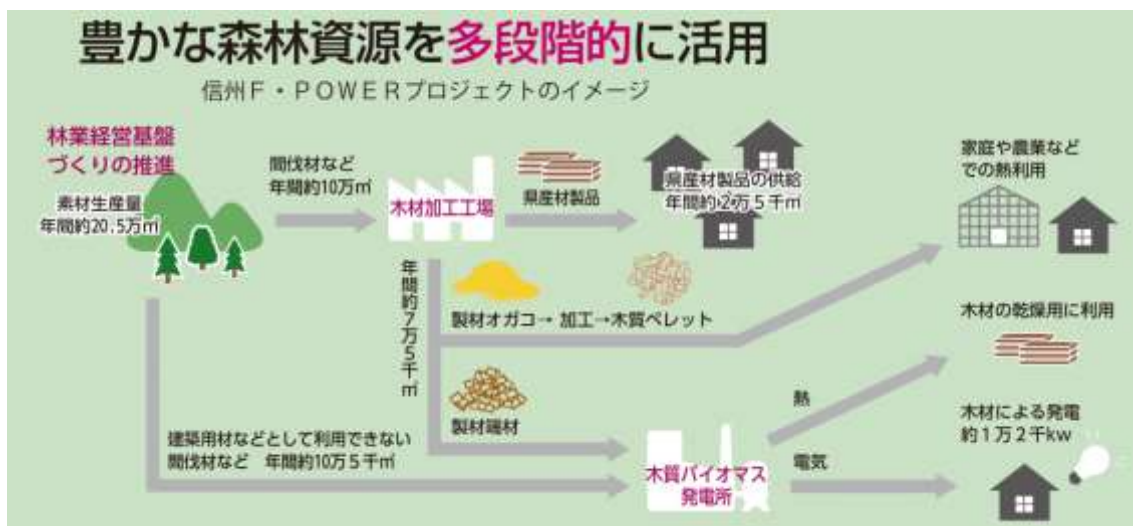 豊かな森林資源を多段階的に活用
信州F・POWERプロジェクトのイメージ
林業経営基盤
づくりの推進
素材生産量
年間約20.5万㎥
間伐材など
年間約10万㎥
木材加工工場
県産材製品
県産材製品の供給
年間約2万5千㎥
家庭や農業など
での熱利用
年間約7万5千㎥
製材オガコ→ 加工→木質ペレット
木材の乾燥用に利用
製材端材
熱
建築用材などとして利用できない
間伐材など 年間約10万5千㎥
木質バイオマス
発電所
電気
木材による発電
約1万2千kw